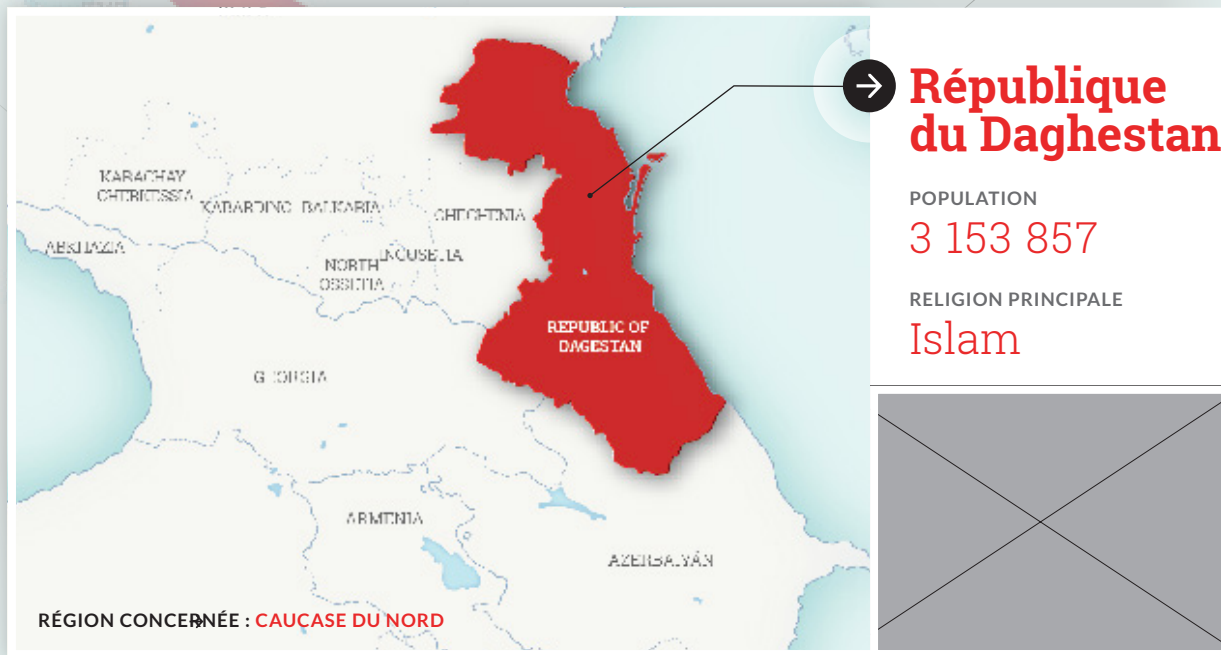 République
du Daghestan
POPULATION
3 153 857
RELIGION PRINCIPALE
Islam
KARACHAY
CHERKESSIA
KABARDINO BALKARIA
CHECHENIA
ABKHAZIA
INGUSETIA
NORTH
OSSETIA
REPUBLIC OF
DAGESTAN
GEORGIA
ARMENIA
AZERBAIYÁN
RÉGION CONCERNÉE : CAUCASE DU NORD